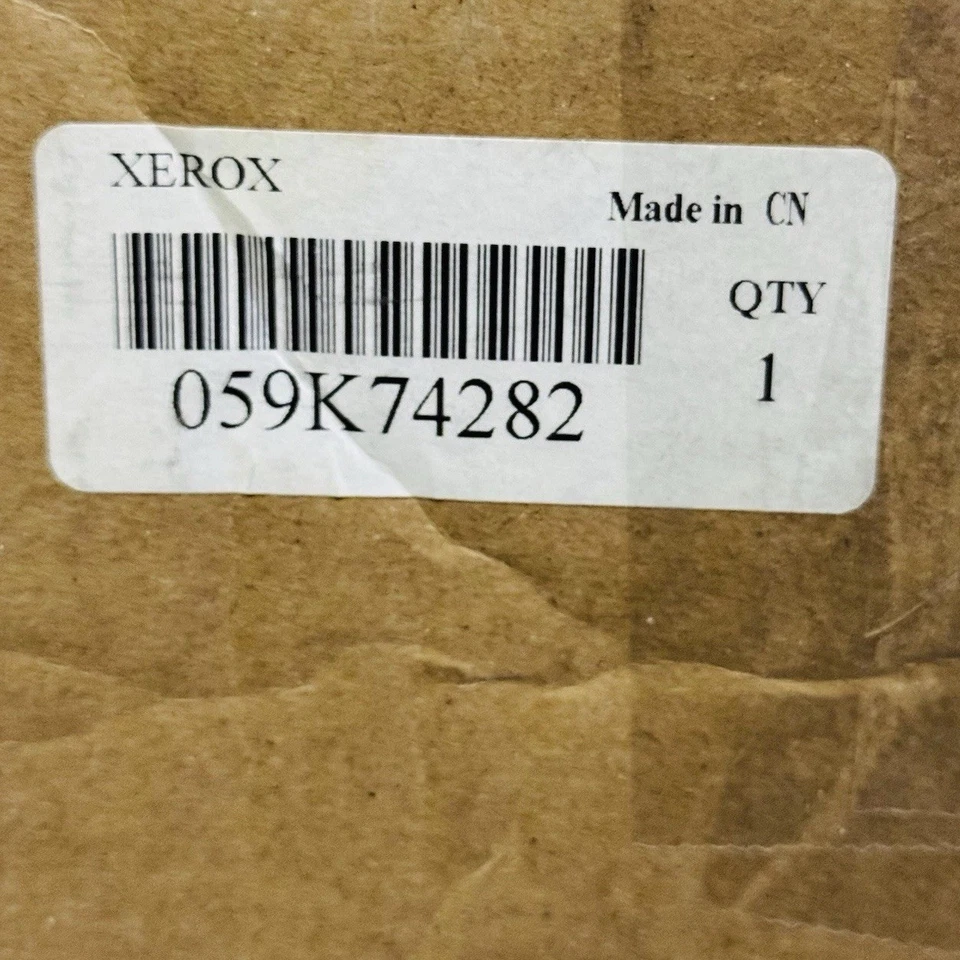 XEROX
Made in CN
QTY
1
059K74282